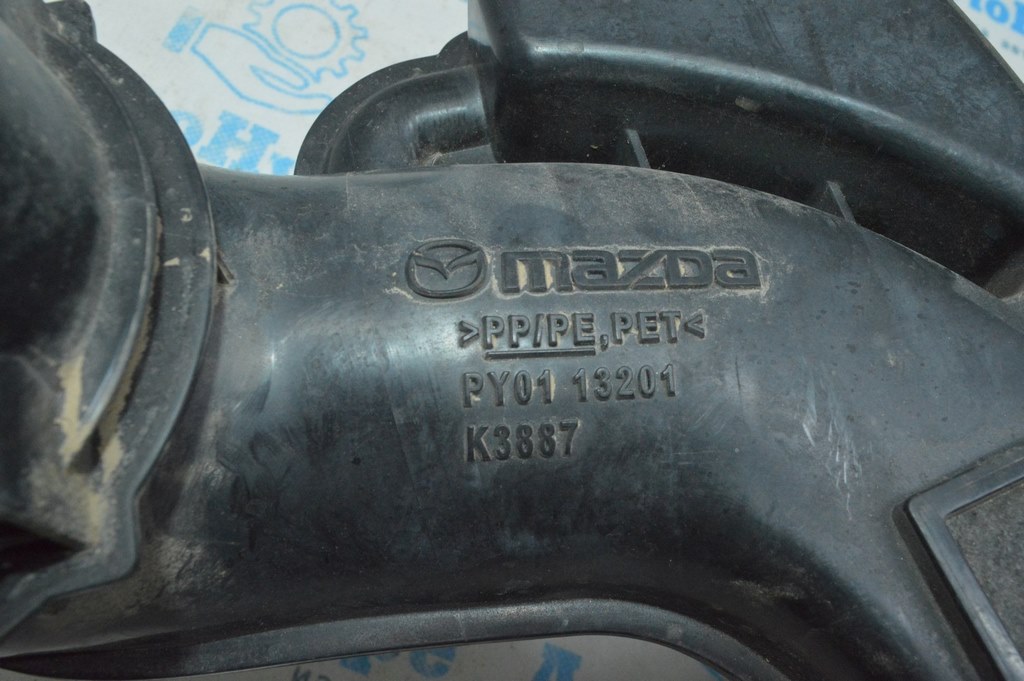 mazda
>PP/PE,PET<
PY01 13201
K3887